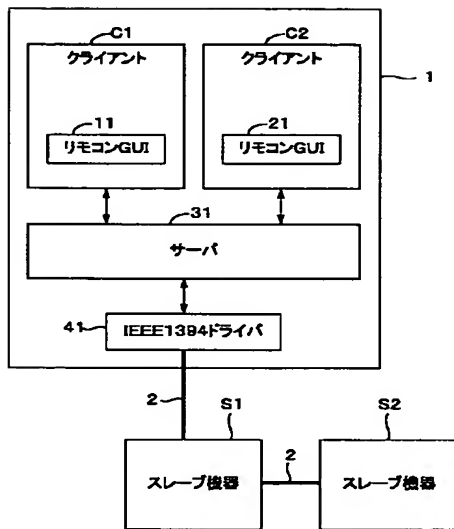 C1
C2
クライアント
クライアント
1
11
21
リモコンGUI
リモコンGUI
31
サーバ
41
IEEE1394ドライバ
2
S1
S2
スレーブ機器
2
スレーブ機器